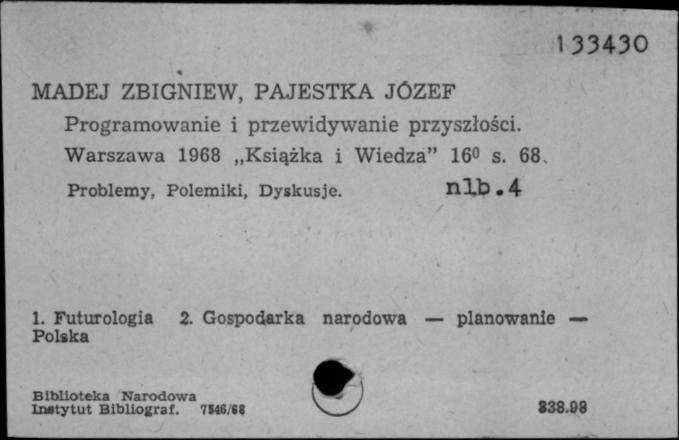 133430
MADEJ ZBIGNIEW, PAJESTKA JÓZEF
Programowanie i przewidywanie przyszłości.
Warszawa 1968 „Książka i Wiedza” 16⁰ s. 68.
Problemy, Polemiki, Dyskusje. nlb.4
1. Futurologia 2. Gospodarka narodowa — planowanie —
Polska
Biblioteka Narodowa
Instytut Bibliograf. 7546/68 338.98